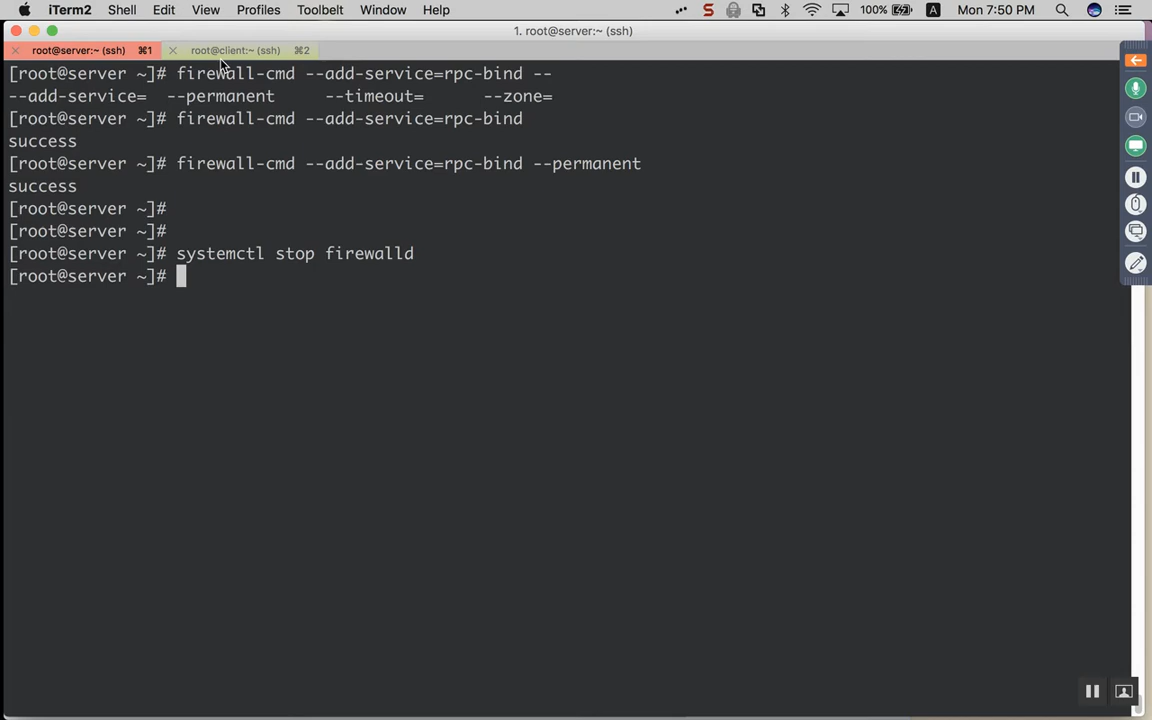 iTerm2 Shell Edit View Profiles Toolbelt Window Help 100% A Mon 7:50 PM
1. root@server:~ (ssh)
root@server:~ (ssh) ⌘1 root@client:~ (ssh) ⌘2
[root@server ~]# firewall-cmd --add-service=rpc-bind --
--add-service= --permanent --timeout= --zone=
[root@server ~]# firewall-cmd --add-service=rpc-bind
success
[root@server ~]# firewall-cmd --add-service=rpc-bind --permanent
success
[root@server ~]#
[root@server ~]#
[root@server ~]# systemctl stop firewalld
[root@server ~]#